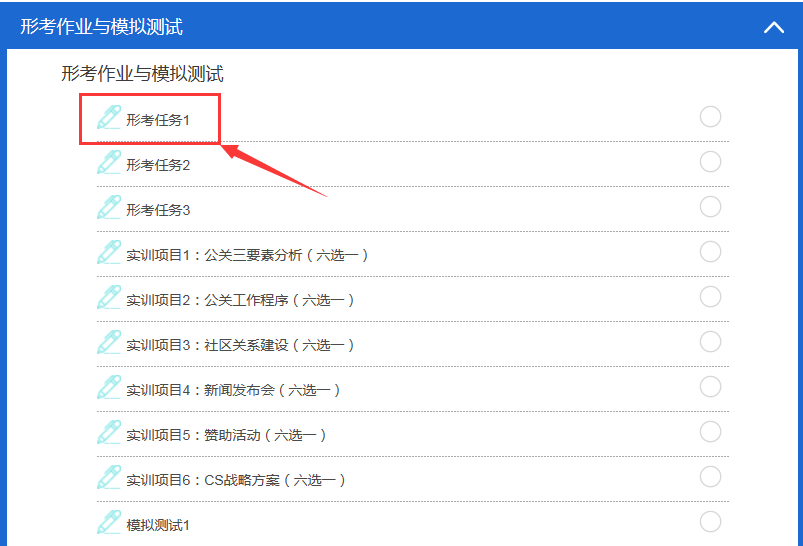 形考作业与模拟测试
形考作业与模拟测试
形考任务1
形考任务2
形考任务3
实训项目1：公关三要素分析（六选一）
实训项目2：公关工作程序（六选一）
实训项目3：社区关系建设（六选一）
实训项目4：新闻发布会（六选一）
实训项目5：赞助活动（六选一）
实训项目6：CS战略方案（六选一）
模拟测试1